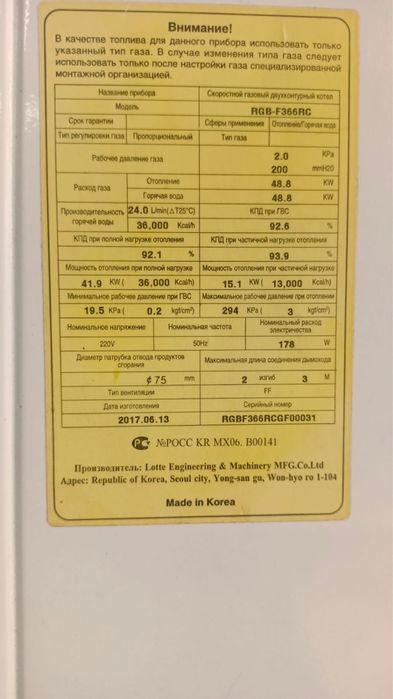 Внимание!
В качестве топлива для данного прибора использовать только
указанный тип газа. В случае изменения типа газа следует
использовать только после настройки газа специализированной
монтажной организацией.
Название прибора Скоростной газовый двухконтурный котел
Модель RGB-F366RC
Срок гарантии Сферы применения Отопление/Горячая вода
Тип регулировки газа Пропорциональный Тип газа
Рабочее давление газа 2.0 KPa
200 mmH2O
Расход газа Отопление 48.8 KW
Горячая вода 48.8 KW
Производительность горячей воды 24.0 L/min(△T25°C) КПД при ГВС
36,000 Kcal/h 92.6 %
КПД при полной нагрузке отопления КПД при частичной нагрузке отопления
92.1 % 93.9 %
Мощность отопления при полной нагрузке Мощность отопления при частичной нагрузке
41.9 KW ( 36,000 Kcal/h) 15.1 KW ( 13,000 Kcal/h)
Минимальное рабочее давление при ГВС Максимальное рабочее давление при отоплении
19.5 KPa ( 0.2 kgf/cm²) 294 KPa ( 3 kgf/cm²)
Номинальное напряжение Номинальная частота Номинальный расход электричества
220V 50Hz 178 W
Диаметр патрубка отвода продуктов сгорания Максимальная длина соединения дымохода
¢75 mm 2 изгиб 3 M
Тип вентиляции FF
Дата изготовления Серийный номер
2017.06.13 RGBF366RCGF00031
РС №РОСС KR МХ06. В00141
Производитель: Lotte Engineering & Machinery MFG.Co.Ltd
Адрес: Republic of Korea, Seoul city, Yong-san gu, Won-hyo ro 1-104
Made in Korea